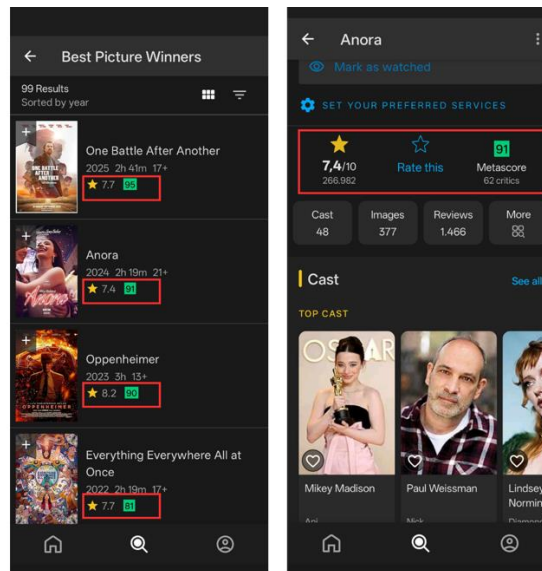 Best Picture Winners
99 Results
Sorted by year
One Battle After Another
2025 2h 41m 17+
7.7 95
Anora
2024 2h 19m 21+
7.4 91
Oppenheimer
2023 3h 13+
8.2 90
OPPENHEIMER
Everything Everywhere All at
Once
2022 2h 19m 17+
7.7 81
Anora
Mark as watched
SET YOUR PREFERRED SERVICES
7,4/10
266.982
Rate this
91
Metascore
62 critics
Cast
48
Images
377
Reviews
1.466
More
Cast
See all
TOP CAST
Mikey Madison
Paul Weissman
Lindsey
Normin
Ani
Nick